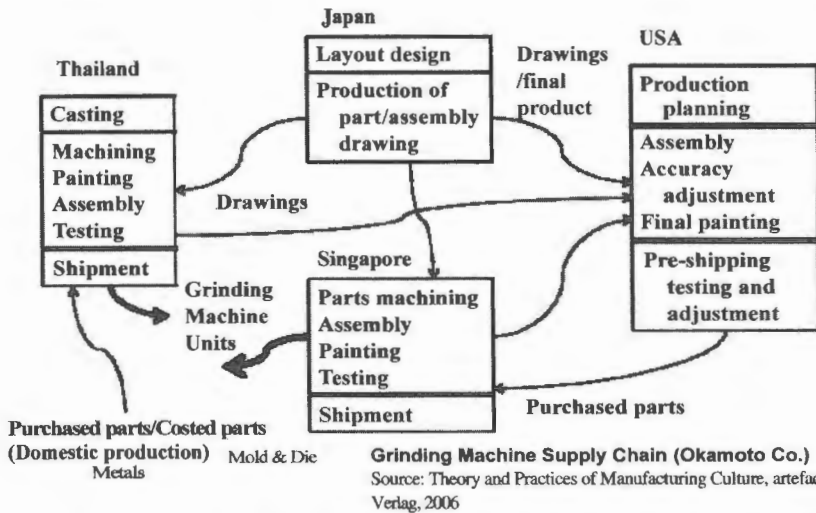 Japan
Layout design
Production of
part/assembly
drawing
Drawings
/final
product
USA
Production
planning
Assembly
Accuracy
adjustment
Final painting
Pre-shipping
testing and
adjustment
Thailand
Casting
Machining
Painting
Assembly
Testing
Shipment
Drawings
Singapore
Parts machining
Assembly
Painting
Testing
Shipment
Grinding
Machine
Units
Purchased parts
Purchased parts/Costed parts
(Domestic production)
Metals
Mold & Die
Grinding Machine Supply Chain (Okamoto Co.)
Source: Theory and Practices of Manufacturing Culture, artefac
Verlag, 2006